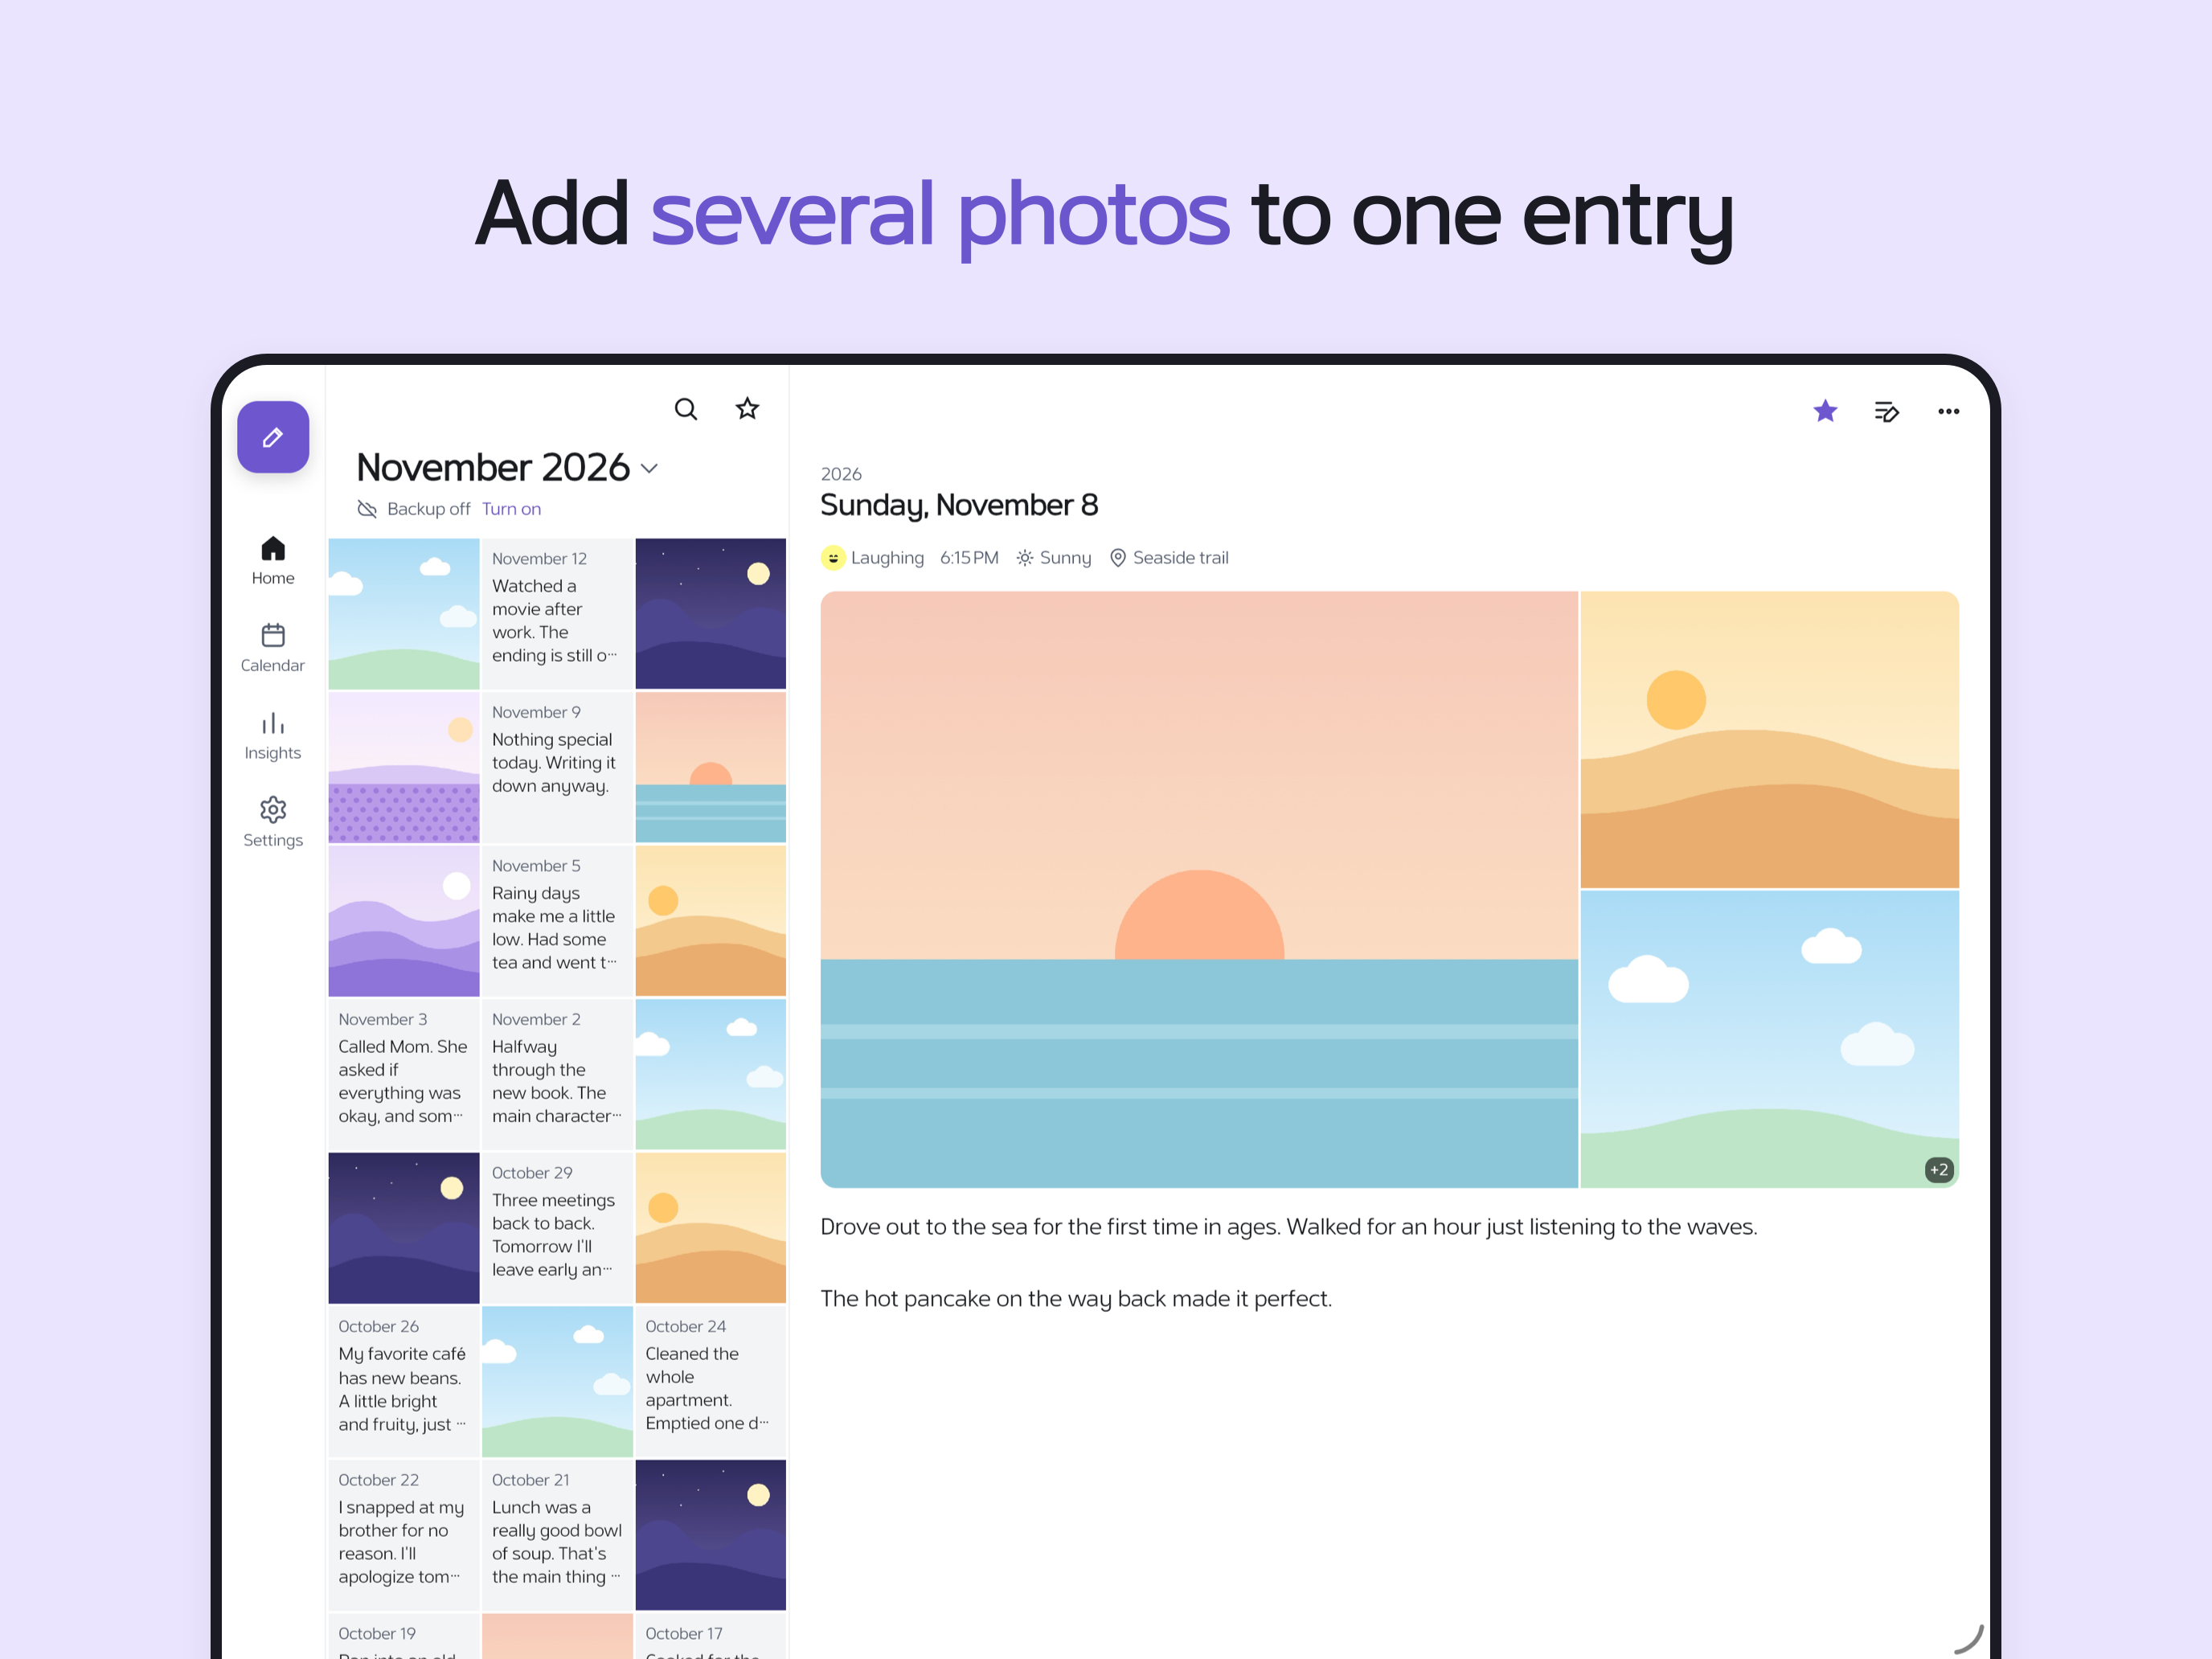 Add several photos to one entry
Home
Calendar
Insights
Settings
November 2026
Backup off Turn on
November 12
Watched a
movie after
work. The
ending is still o…
November 9
Nothing special
today. Writing it
down anyway.
November 5
Rainy days
make me a little
low. Had some
tea and went t…
November 3
Called Mom. She
asked if
everything was
okay, and som…
November 2
Halfway
through the
new book. The
main character…
October 29
Three meetings
back to back.
Tomorrow I'll
leave early an…
October 26
My favorite café
has new beans.
A little bright
and fruity, just …
October 24
Cleaned the
whole
apartment.
Emptied one d…
October 22
I snapped at my
brother for no
reason. I'll
apologize tom…
October 21
Lunch was a
really good bowl
of soup. That's
the main thing …
October 19
October 17
2026
Sunday, November 8
Laughing 6:15 PM Sunny Seaside trail
+2
Drove out to the sea for the first time in ages. Walked for an hour just listening to the waves.
The hot pancake on the way back made it perfect.